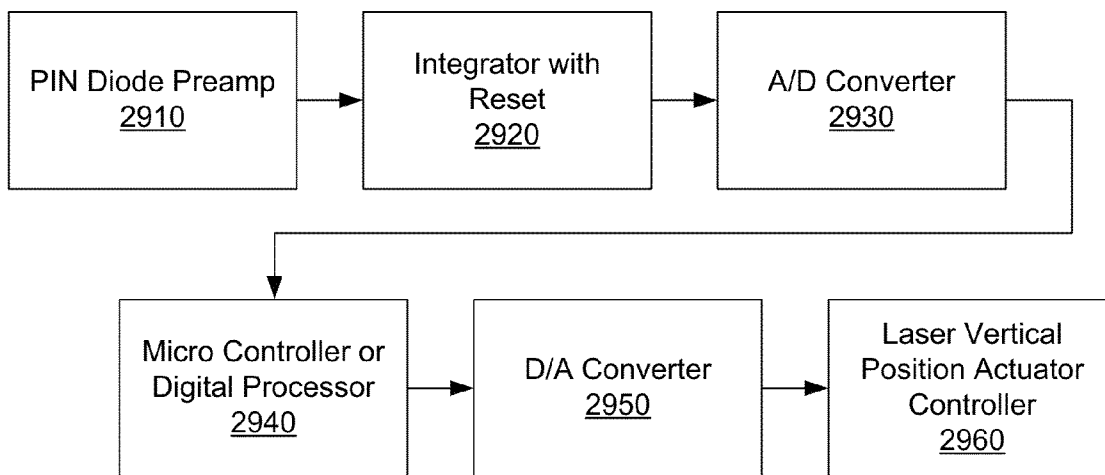 PIN Diode Preamp
2910
Integrator with
Reset
2920
A/D Converter
2930
Micro Controller or
Digital Processor
2940
D/A Converter
2950
Laser Vertical
Position Actuator
Controller
2960